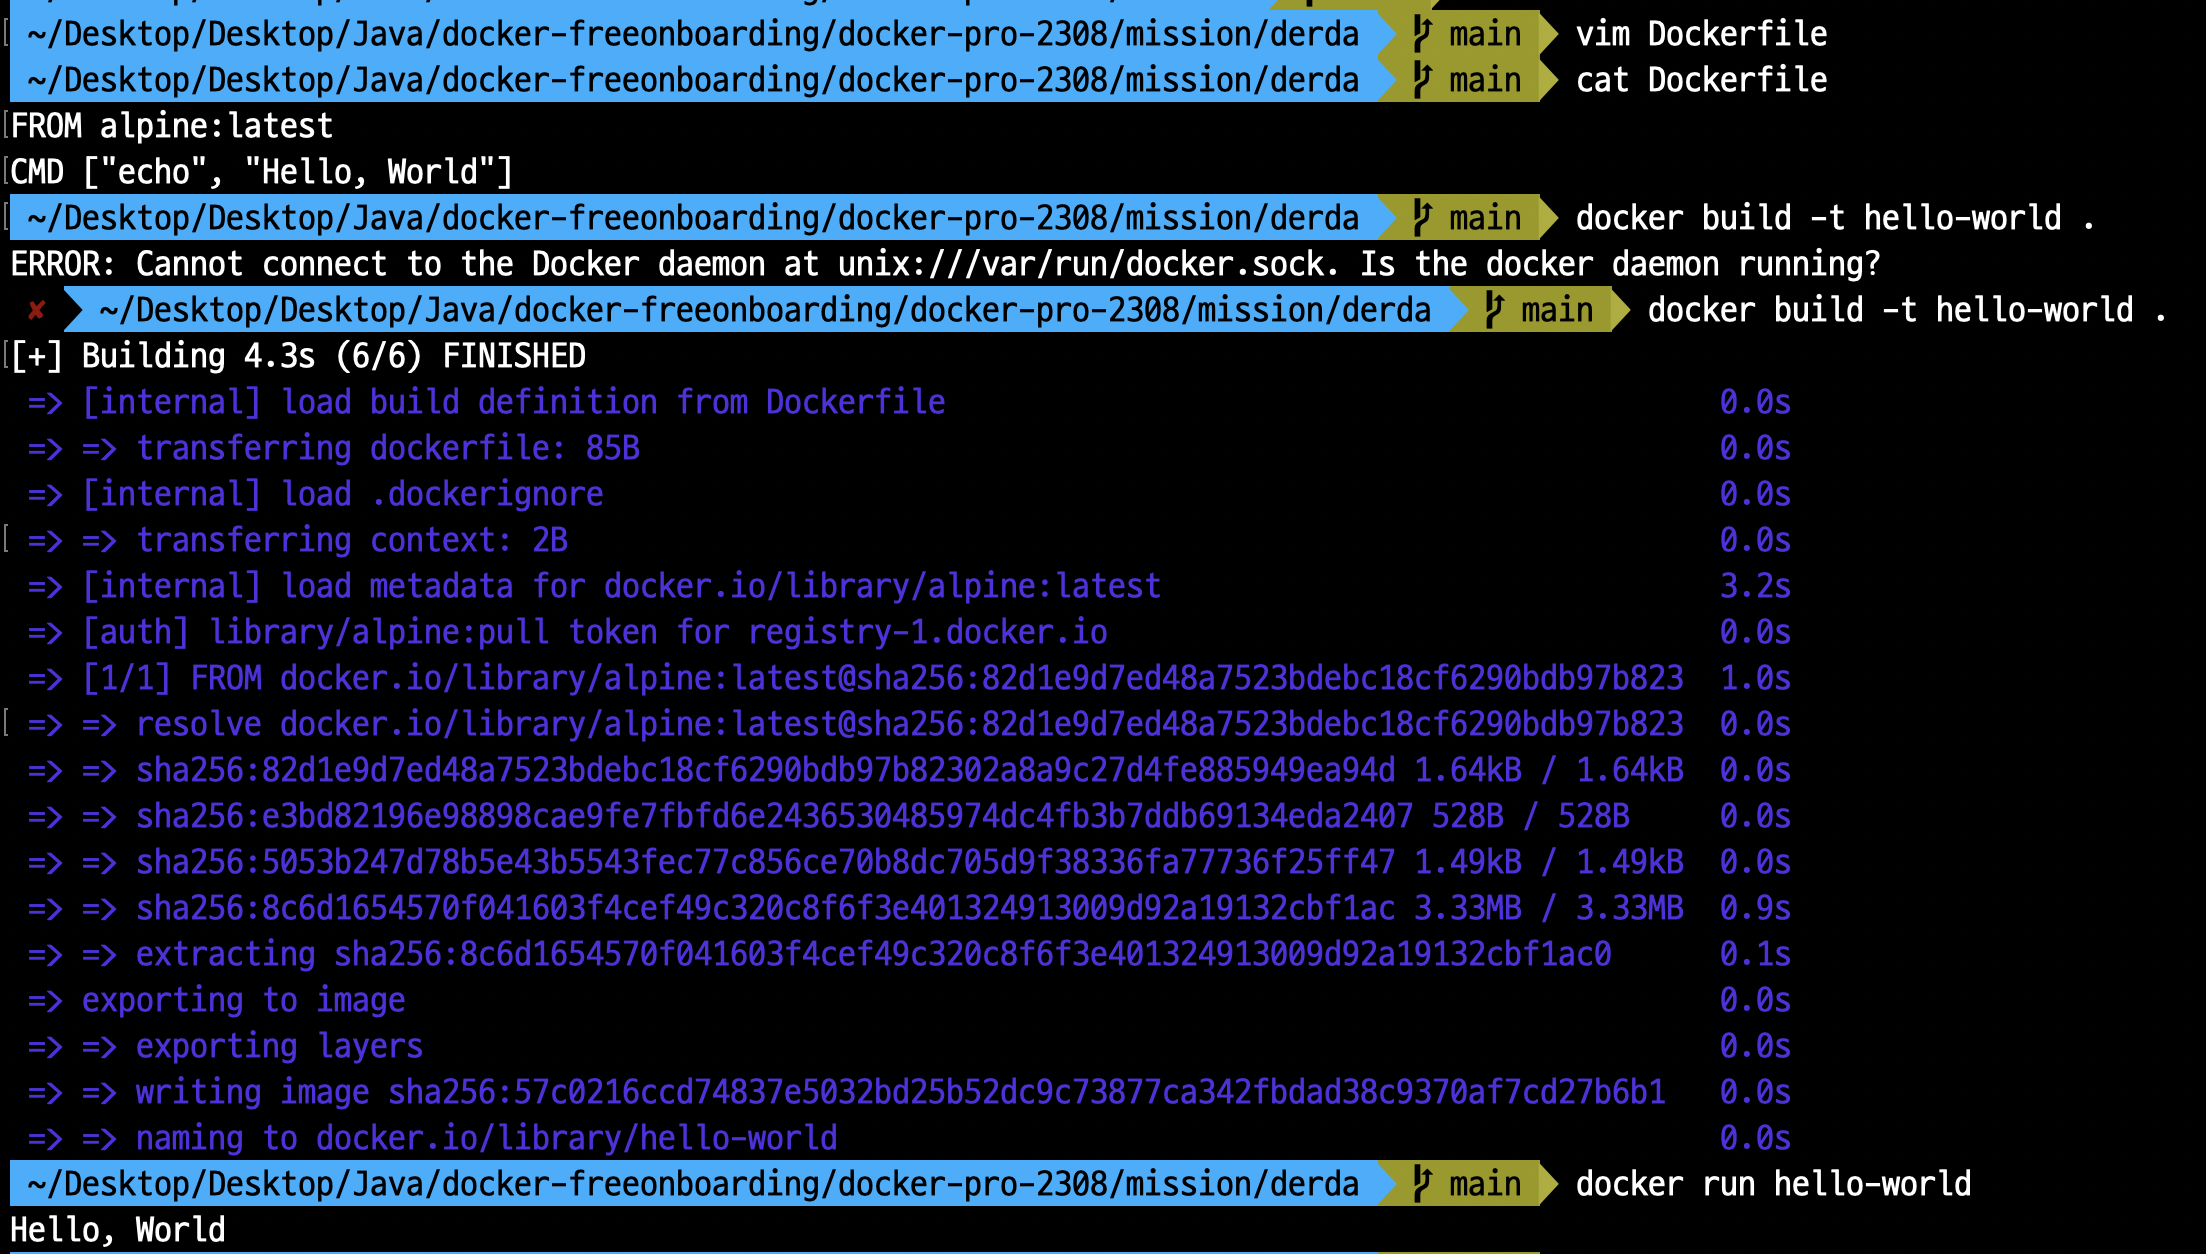 ~/Desktop/Desktop/Java/docker-freeonboarding/docker-pro-2308/mission/derda main vim Dockerfile
~/Desktop/Desktop/Java/docker-freeonboarding/docker-pro-2308/mission/derda main cat Dockerfile
FROM alpine:latest
CMD ["echo", "Hello, World"]
~/Desktop/Desktop/Java/docker-freeonboarding/docker-pro-2308/mission/derda main docker build -t hello-world .
ERROR: Cannot connect to the Docker daemon at unix:///var/run/docker.sock. Is the docker daemon running?
✘ ~/Desktop/Desktop/Java/docker-freeonboarding/docker-pro-2308/mission/derda main docker build -t hello-world .
[+] Building 4.3s (6/6) FINISHED
=> [internal] load build definition from Dockerfile 0.0s
=> => transferring dockerfile: 85B 0.0s
=> [internal] load .dockerignore 0.0s
=> => transferring context: 2B 0.0s
=> [internal] load metadata for docker.io/library/alpine:latest 3.2s
=> [auth] library/alpine:pull token for registry-1.docker.io 0.0s
=> [1/1] FROM docker.io/library/alpine:latest@sha256:82d1e9d7ed48a7523bdebc18cf6290bdb97b823 1.0s
=> => resolve docker.io/library/alpine:latest@sha256:82d1e9d7ed48a7523bdebc18cf6290bdb97b823 0.0s
=> => sha256:82d1e9d7ed48a7523bdebc18cf6290bdb97b82302a8a9c27d4fe885949ea94d 1.64kB / 1.64kB 0.0s
=> => sha256:e3bd82196e98898cae9fe7fbfd6e2436530485974dc4fb3b7ddb69134eda2407 528B / 528B 0.0s
=> => sha256:5053b247d78b5e43b5543fec77c856ce70b8dc705d9f38336fa77736f25ff47 1.49kB / 1.49kB 0.0s
=> => sha256:8c6d1654570f041603f4cef49c320c8f6f3e401324913009d92a19132cbf1ac 3.33MB / 3.33MB 0.9s
=> => extracting sha256:8c6d1654570f041603f4cef49c320c8f6f3e401324913009d92a19132cbf1ac0 0.1s
=> exporting to image 0.0s
=> => exporting layers 0.0s
=> => writing image sha256:57c0216ccd74837e5032bd25b52dc9c73877ca342fbdad38c9370af7cd27b6b1 0.0s
=> => naming to docker.io/library/hello-world 0.0s
~/Desktop/Desktop/Java/docker-freeonboarding/docker-pro-2308/mission/derda main docker run hello-world
Hello, World